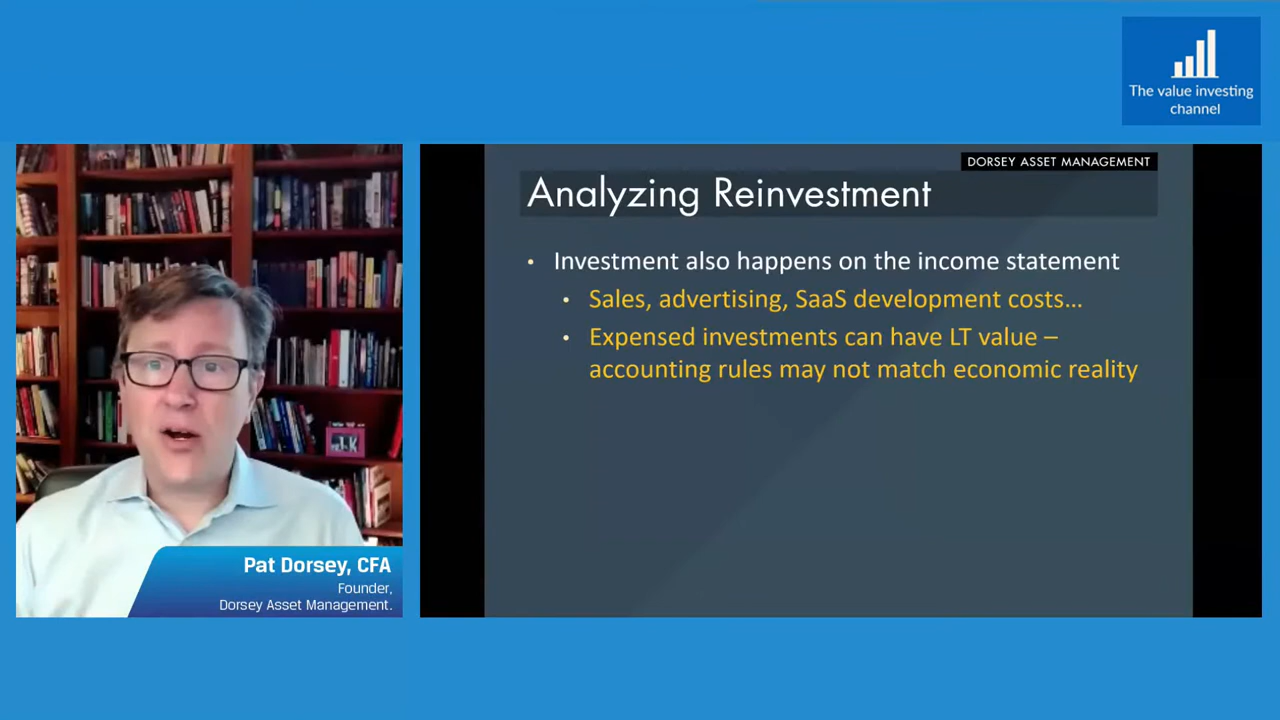 The value investing
channel
DORSEY ASSET MANAGEMENT
Analyzing Reinvestment
• Investment also happens on the income statement
• Sales, advertising, SaaS development costs…
• Expensed investments can have LT value –
accounting rules may not match economic reality
Pat Dorsey, CFA
Founder,
Dorsey Asset Management.